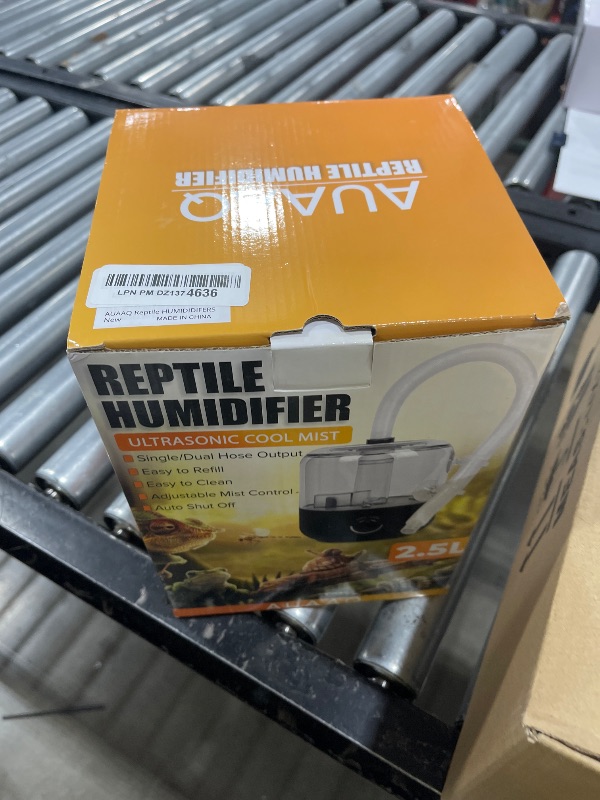 AUAAQ
REPTILE HUMIDIFIER
LPN PM DZ1374636
AUAAQ Reptile HUMIDIDIFERS
New MADE IN CHINA
REPTILE
HUMIDIFIER
ULTRASONIC COOL MIST
Single/Dual Hose Output
Easy to Refill
Easy to Clean
Adjustable Mist Control
Auto Shut Off
2.5L